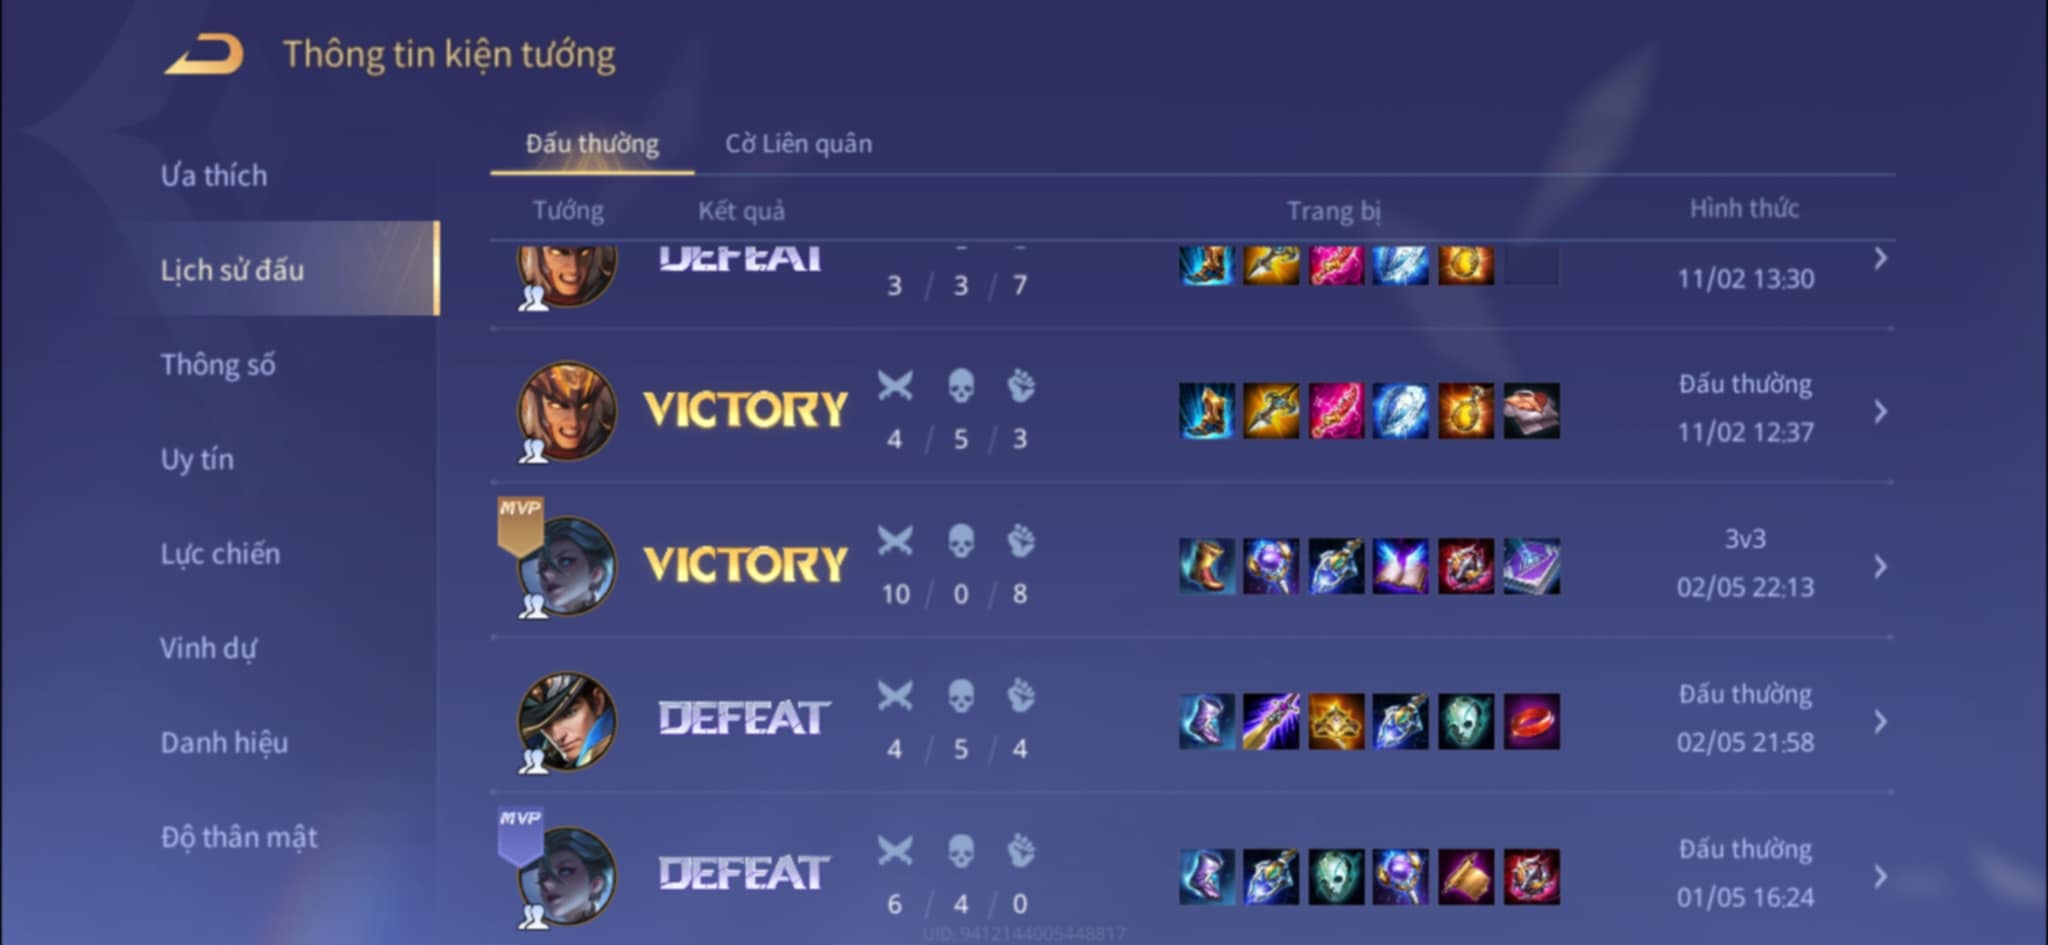 Thông tin kiện tướng
Ưa thích
Lịch sử đấu
Thông số
Uy tín
Lực chiến
Vinh dự
Danh hiệu
Độ thân mật
Đấu thường
Cờ Liên quân
Tướng
Kết quả
Trang bị
Hình thức
DEFEAT
3 / 3 / 7
11/02 13:30
VICTORY
4 / 5 / 3
Đấu thường
11/02 12:37
MVP
VICTORY
10 / 0 / 8
3v3
02/05 22:13
DEFEAT
4 / 5 / 4
Đấu thường
02/05 21:58
MVP
DEFEAT
6 / 4 / 0
Đấu thường
01/05 16:24
UID: 9412144005448817